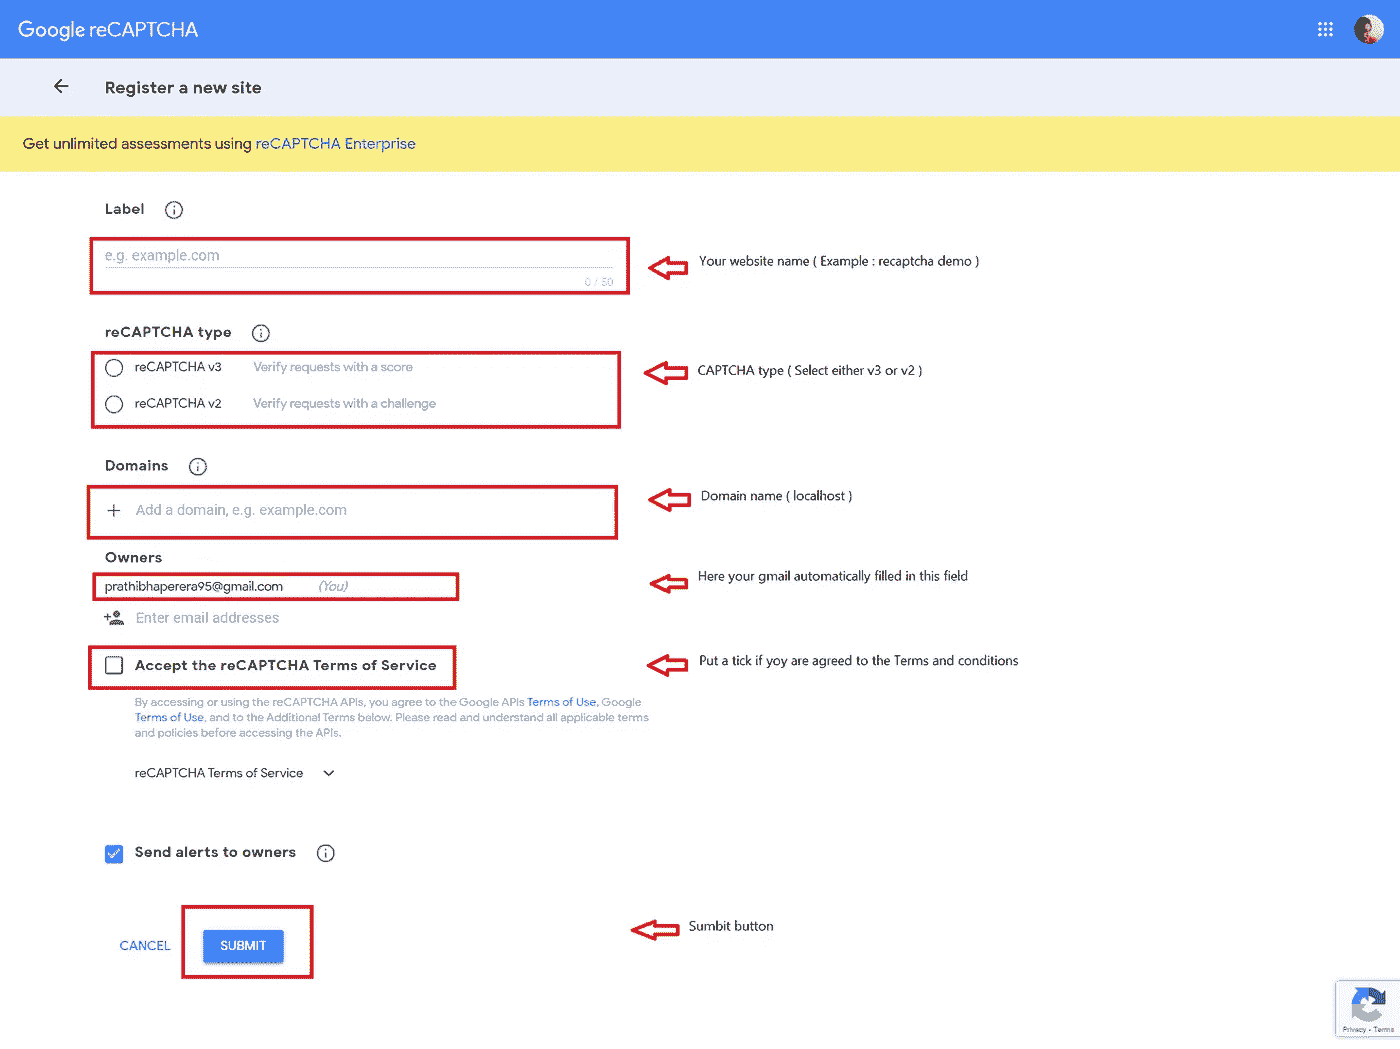 Google reCAPTCHA
Register a new site
Get unlimited assessments using reCAPTCHA Enterprise
Label
e.g. example.com
0 / 50
Your website name ( Example : recaptcha demo )
reCAPTCHA type
reCAPTCHA v3 Verify requests with a score
CAPTCHA type ( Select either v3 or v2 )
reCAPTCHA v2 Verify requests with a challenge
Domains
Add a domain, e.g. example.com
Domain name ( localhost )
Owners
prathibhaperera95@gmail.com (You)
Here your gmail automatically filled in this field
Enter email addresses
Accept the reCAPTCHA Terms of Service
Put a tick if yoy are agreed to the Terms and conditions
By accessing or using the reCAPTCHA APIs, you agree to the Google APIs Terms of Use, Google
Terms of Use, and to the Additional Terms below. Please read and understand all applicable terms
and policies before accessing the APIs.
reCAPTCHA Terms of Service
Send alerts to owners
CANCEL SUBMIT
Sumbit button
Privacy - Terms